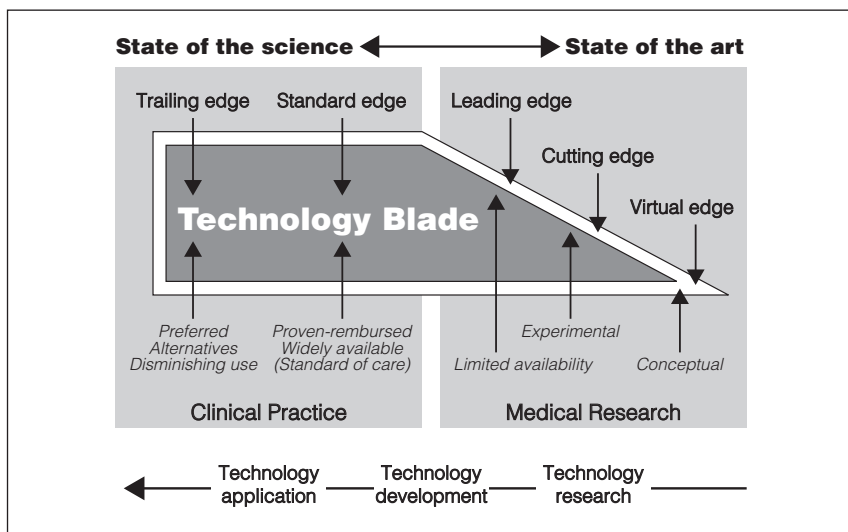 State of the science State of the art
Trailing edge Standard edge Leading edge
Cutting edge
Virtual edge
Technology Blade
Preferred
Alternatives
Disminishing use
Proven-rembursed
Widely available
(Standard of care)
Experimental
Limited availability
Conceptual
Clinical Practice Medical Research
Technology
application
Technology
development
Technology
research